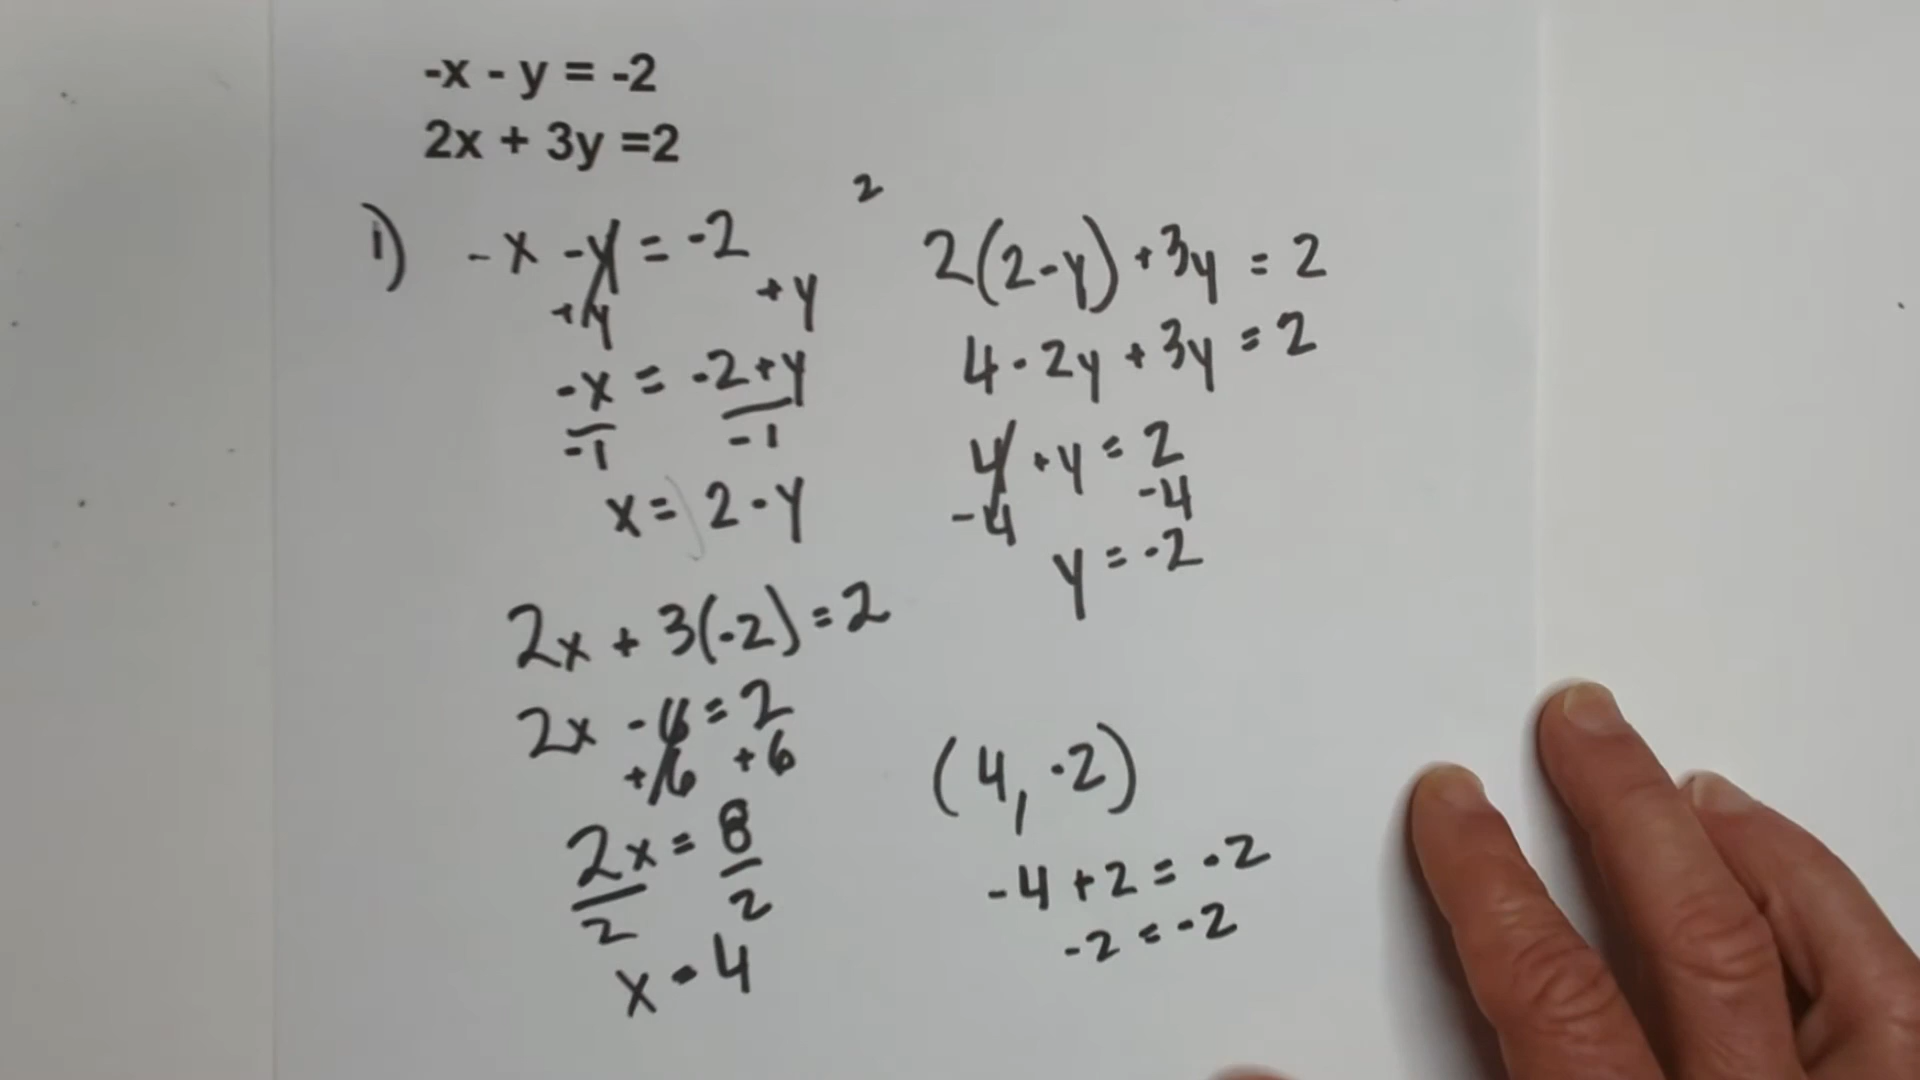 -x - y = -2
2x + 3y =2
1) -x -y = -2
+y +y
-x = -2+y
-1 -1
x = 2-y
2
2(2-y) +3y = 2
4-2y +3y = 2
4 +y = 2
-4 -4
y = -2
2x + 3(-2) = 2
2x -6 = 2
+6 +6
2x = 8
2 2
x = 4
(4, -2)
-4 +2 = -2
-2 = -2